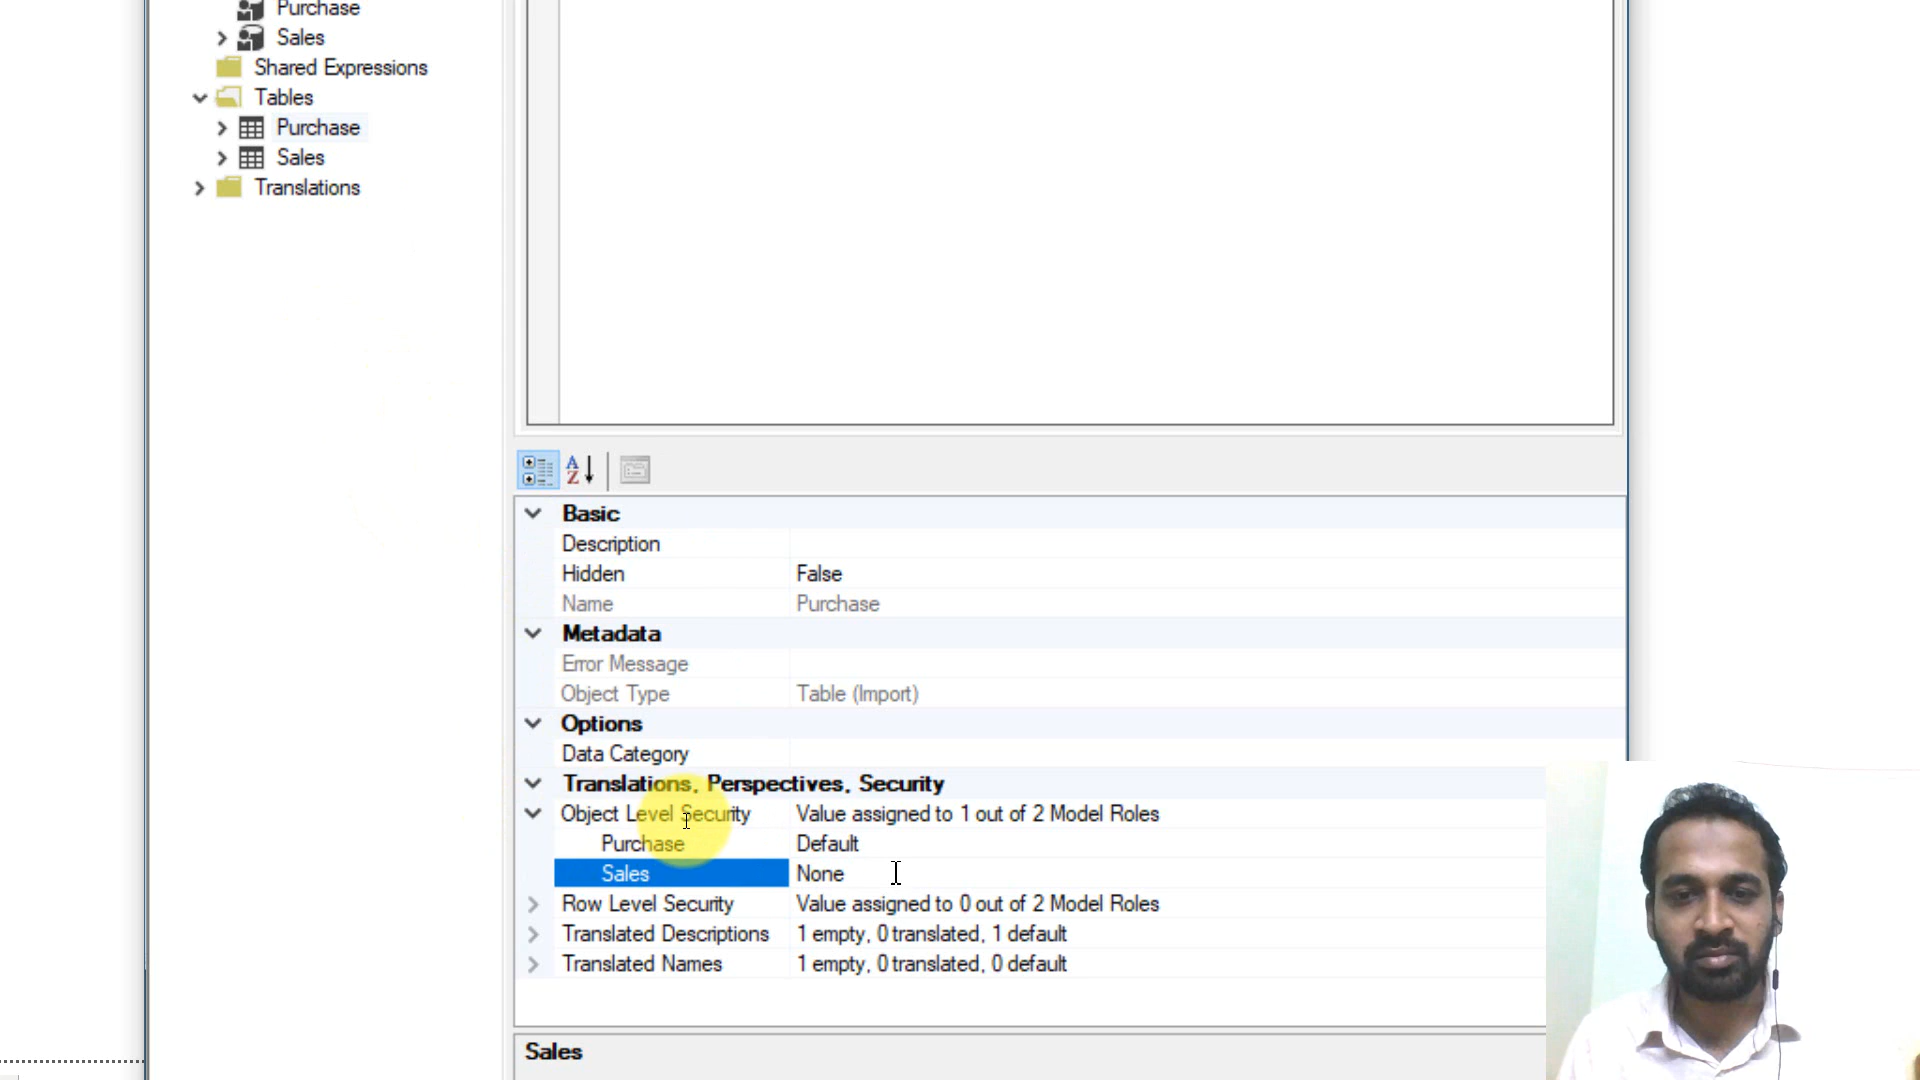 Purchase
Sales
Shared Expressions
Tables
Purchase
Sales
Translations
A
Z
Basic
Description
Hidden False
Name Purchase
Metadata
Error Message
Object Type Table (Import)
Options
Data Category
Translations, Perspectives, Security
Object Level Security Value assigned to 1 out of 2 Model Roles
Purchase Default
Sales None
Row Level Security Value assigned to 0 out of 2 Model Roles
Translated Descriptions 1 empty, 0 translated, 1 default
Translated Names 1 empty, 0 translated, 0 default
Sales